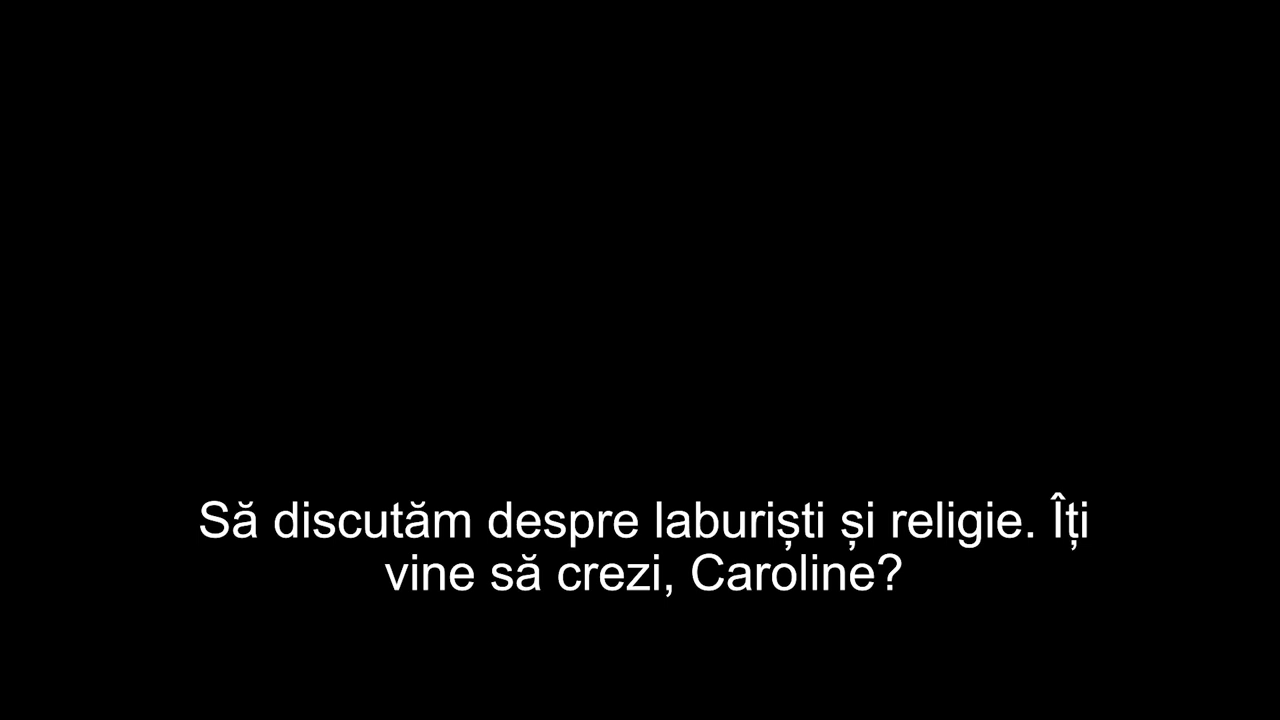 Să discutăm despre laburiști și religie. Îți
vine să crezi, Caroline?